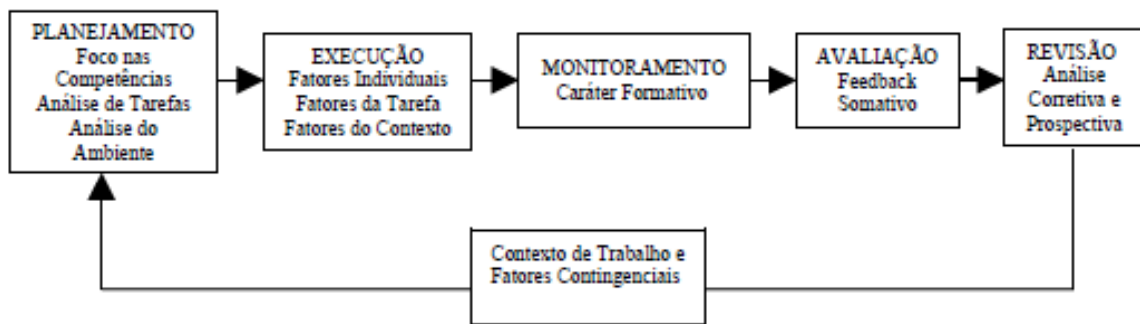 PLANEJAMENTO
Foco nas
Competências
Análise de Tarefas
Análise do
Ambiente
EXECUÇÃO
Fatores Individuais
Fatores da Tarefa
Fatores do Contexto
MONITORAMENTO
Caráter Formativo
AVALIAÇÃO
Feedback
Somativo
REVISÃO
Análise
Corretiva e
Prospectiva
Contexto de Trabalho e
Fatores Contingenciais